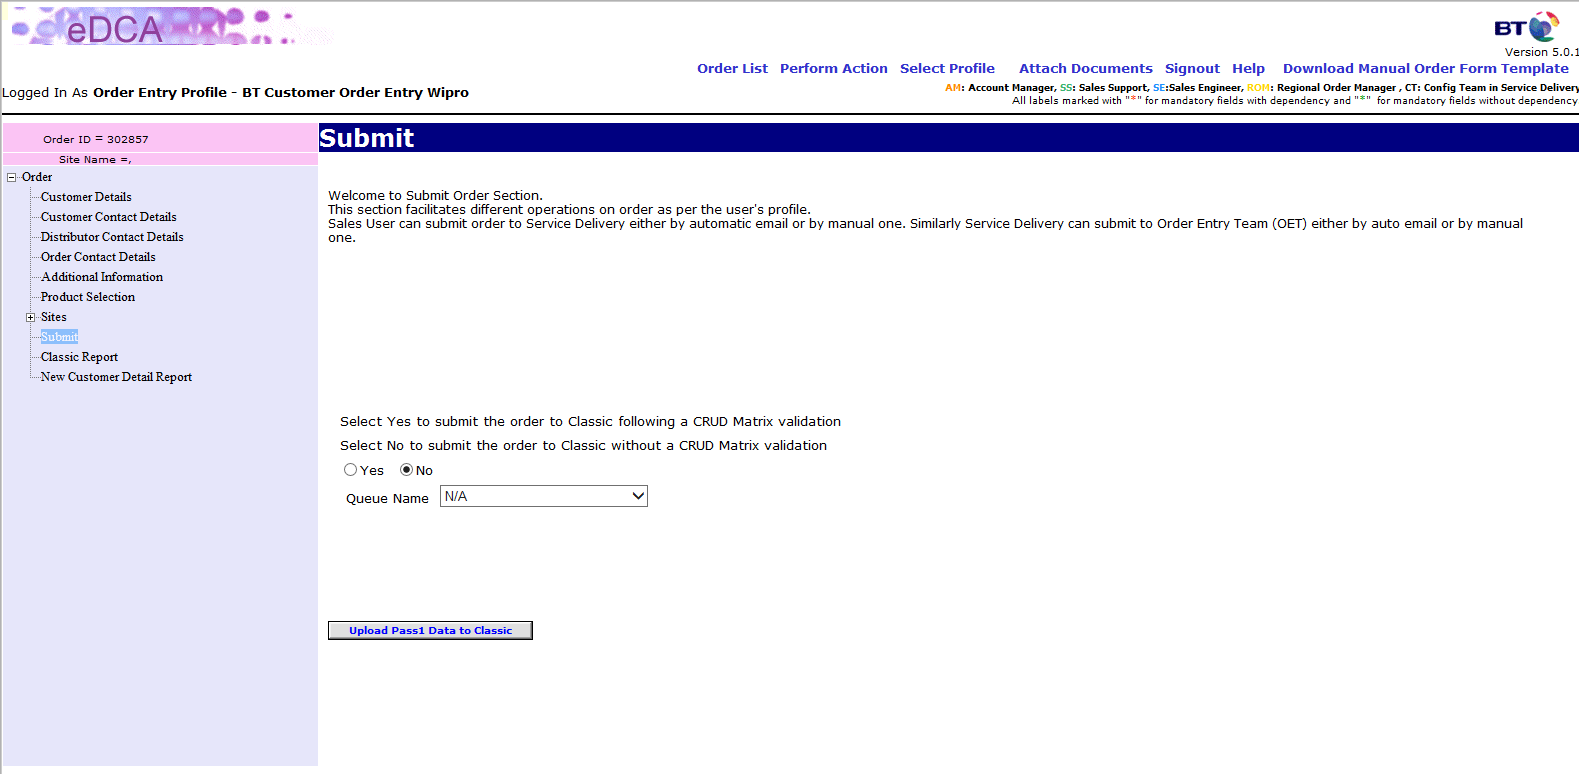 eDCA
BT
Version 5.0.1
Order List Perform Action Select Profile Attach Documents Signout Help Download Manual Order Form Template
Logged In As Order Entry Profile - BT Customer Order Entry Wipro
AM: Account Manager, SS: Sales Support, SE:Sales Engineer, ROM: Regional Order Manager , CT: Config Team in Service Delivery
All labels marked with "*" for mandatory fields with dependency and "*" for mandatory fields without dependency
Order ID = 302857
Site Name =,
Submit
Order
Customer Details
Customer Contact Details
Distributor Contact Details
Order Contact Details
Additional Information
Product Selection
Sites
Submit
Classic Report
New Customer Detail Report
Welcome to Submit Order Section.
This section facilitates different operations on order as per the user's profile.
Sales User can submit order to Service Delivery either by automatic email or by manual one. Similarly Service Delivery can submit to Order Entry Team (OET) either by auto email or by manual
one.
Select Yes to submit the order to Classic following a CRUD Matrix validation
Select No to submit the order to Classic without a CRUD Matrix validation
Yes No
Queue Name N/A
Upload Pass1 Data to Classic